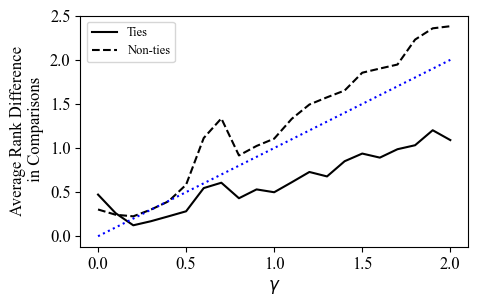 Average Rank Difference
in Comparisons
2.5
2.0
1.5
1.0
0.5
0.0
Ties
Non-ties
0.0 0.5 1.0 1.5 2.0
γ